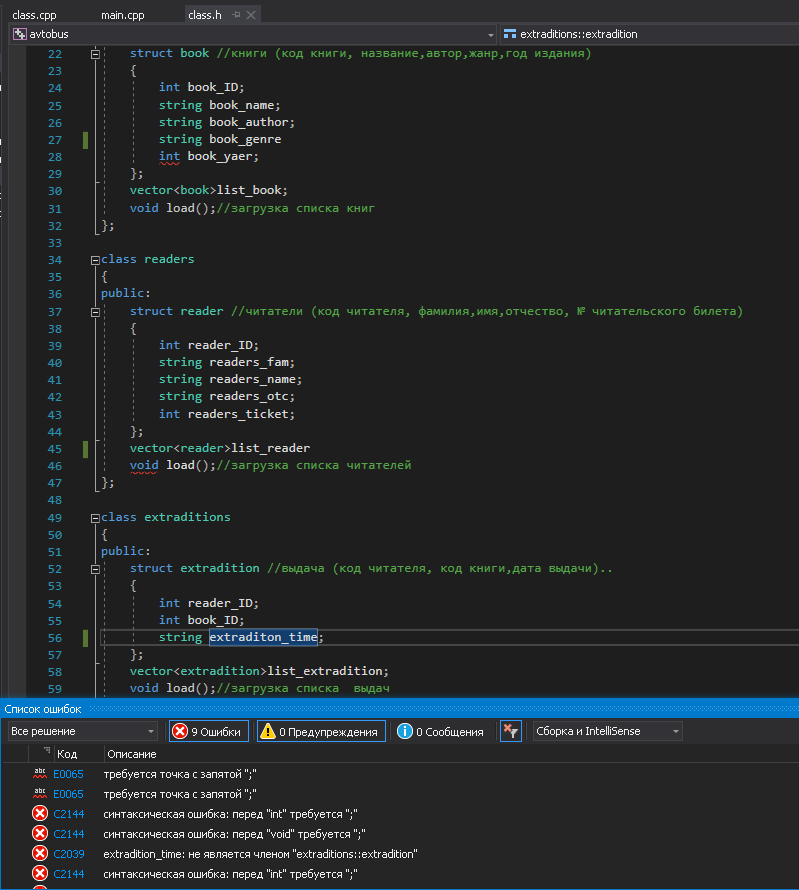 class.cpp main.cpp class.h
avtobus extraditions::extradition
22 struct book //книги (код книги, название,автор,жанр,год издания)
23 {
24 int book_ID;
25 string book_name;
26 string book_author;
27 string book_genre
28 int book_yaer;
29 };
30 vector<book>list_book;
31 void load();//загрузка списка книг
32 };
33
34 class readers
35 {
36 public:
37 struct reader //читатели (код читателя, фамилия,имя,отчество, № читательского билета)
38 {
39 int reader_ID;
40 string readers_fam;
41 string readers_name;
42 string readers_otc;
43 int readers_ticket;
44 };
45 vector<reader>list_reader
46 void load();//загрузка списка читателей
47 };
48
49 class extraditions
50 {
51 public:
52 struct extradition //выдача (код читателя, код книги,дата выдачи)..
53 {
54 int reader_ID;
55 int book_ID;
56 string extraditon_time;
57 };
58 vector<extradition>list_extradition;
59 void load();//загрузка списка выдач
Список ошибок
Все решение 9 Ошибки 0 Предупреждения 0 Сообщения Сборка и IntelliSense
Код Описание
abc E0065 требуется точка с запятой ";"
abc E0065 требуется точка с запятой ";"
C2144 синтаксическая ошибка: перед "int" требуется ";"
C2144 синтаксическая ошибка: перед "void" требуется ";"
C2039 extradition_time: не является членом "extraditions::extradition"
C2144 синтаксическая ошибка: перед "int" требуется ";"